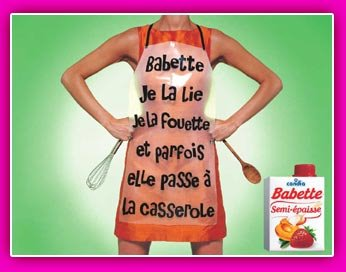 Babette
Je La Lie
Je la fouette
et parfois
elle passe à
la casserole
candia
Babette
Semi-épaisse